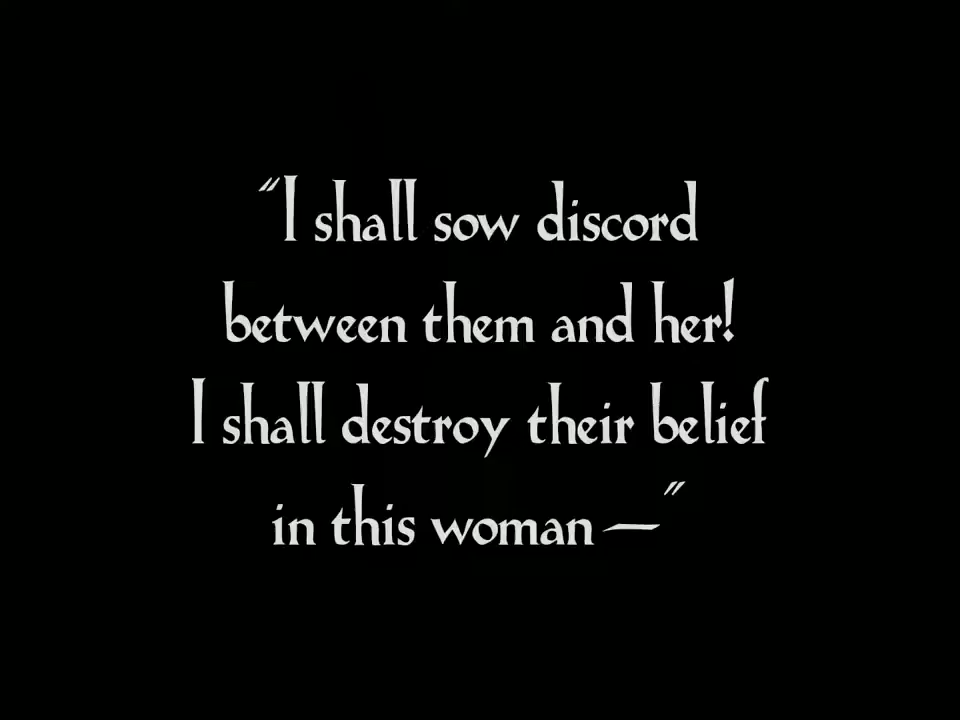 "I shall sow discord
between them and her!
I shall destroy their belief
in this woman—"